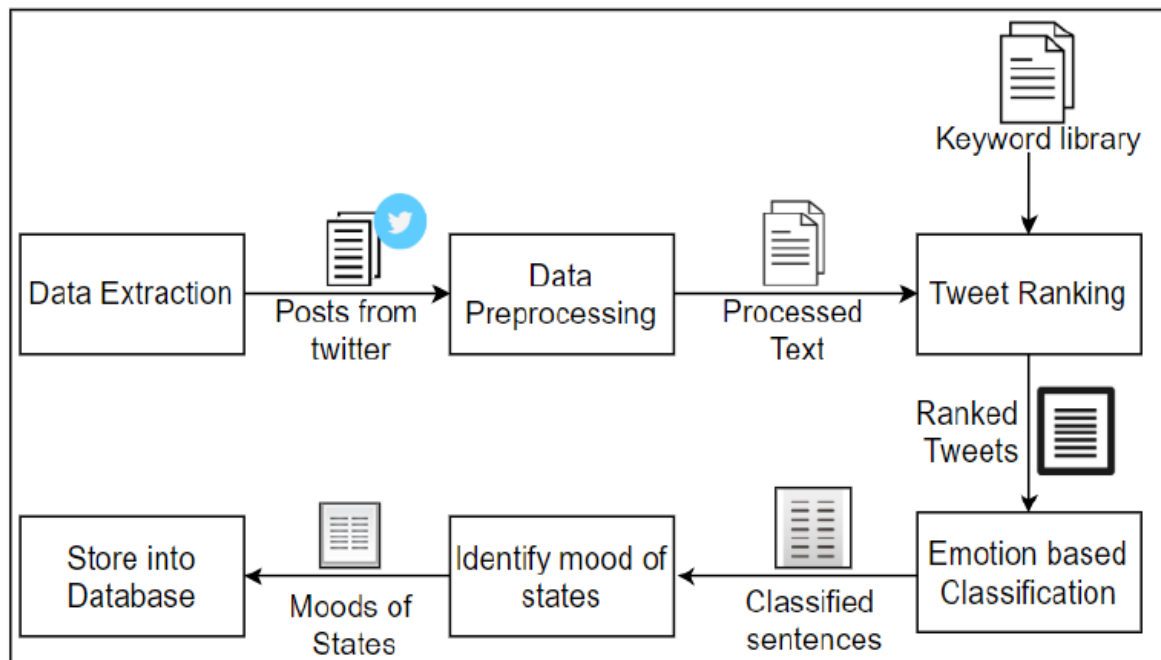 Keyword library
Data Extraction
Posts from
twitter
Data
Preprocessing
Processed
Text
Tweet Ranking
Ranked
Tweets
Store into
Database
Moods of
States
Identify mood of
states
Classified
sentences
Emotion based
Classification